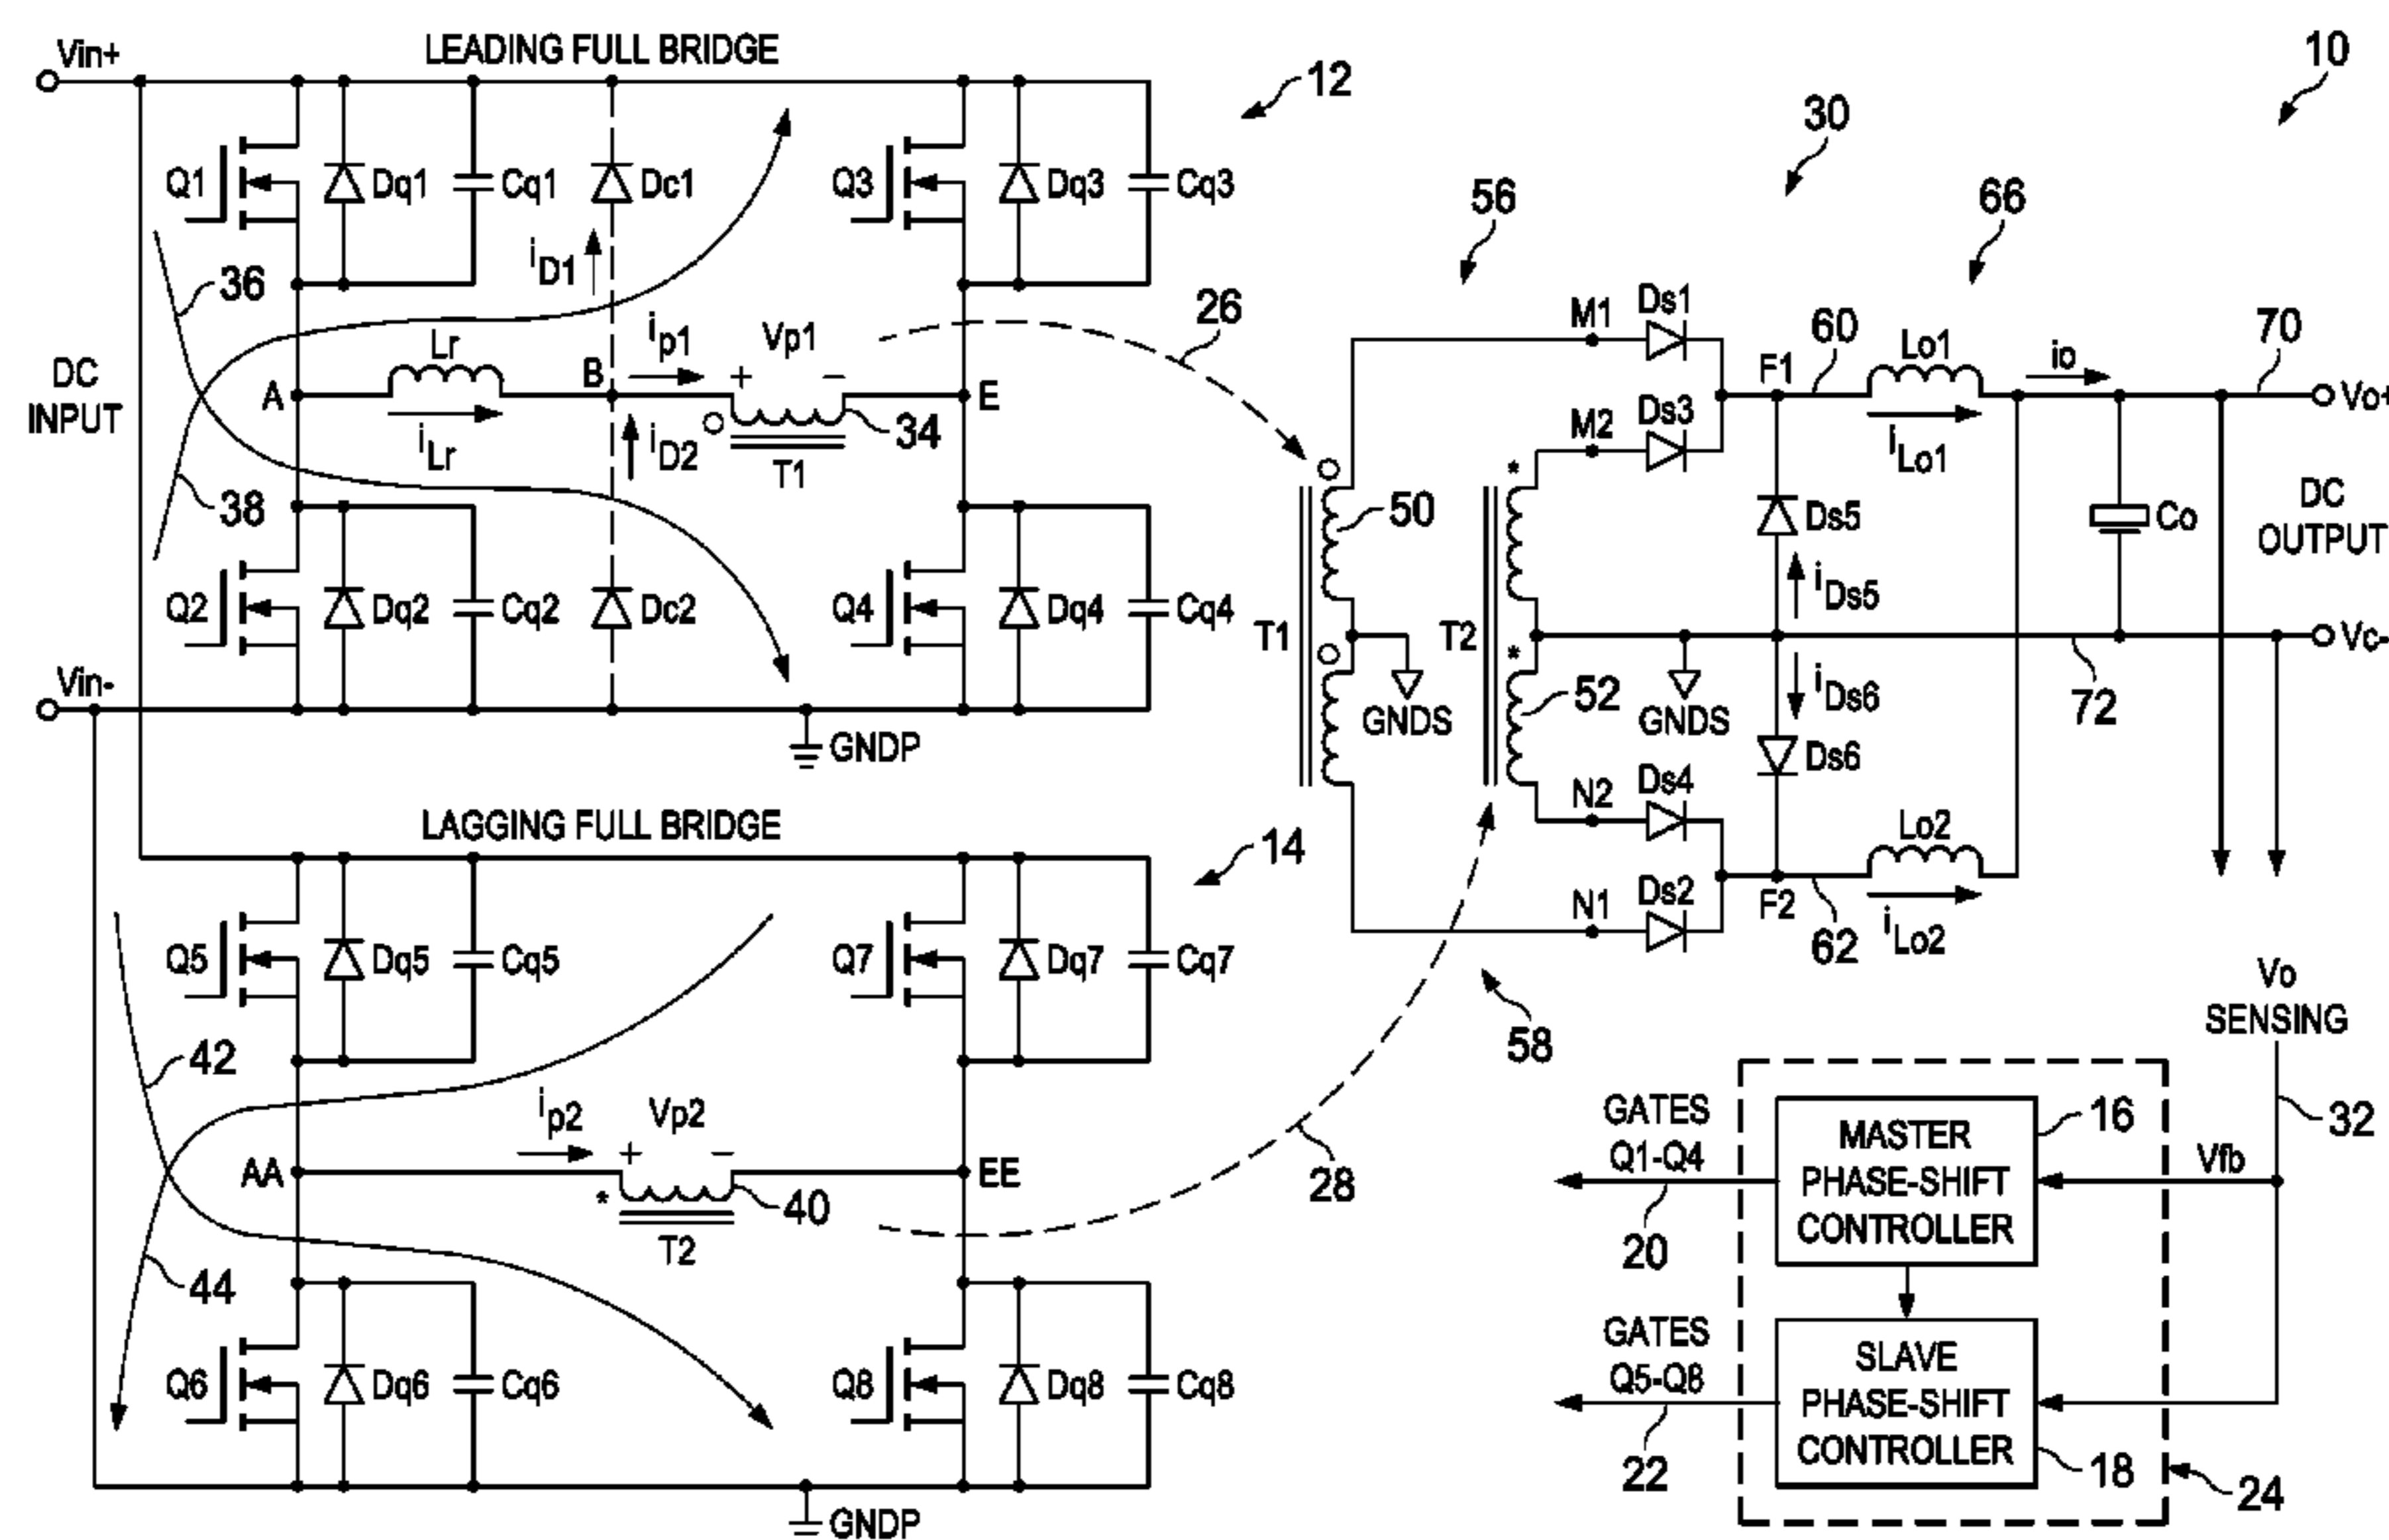 Vin+
LEADING FULL BRIDGE
12
10
30
Q1
Dq1
Cq1
Dc1
Q3
Dq3
Cq3
56
66
iD1
36
26
M1
Ds1
60
Lo1
io
70
DC
INPUT
A
Lr
B
ip1
Vp1
+
−
E
F1
Vo+
iLr
iD2
34
T1
M2
Ds3
iLo1
38
*
50
Ds5
Co
DC
OUTPUT
Q2
Dq2
Cq2
Dc2
Q4
Dq4
Cq4
iDs5
T1
T2
*
Vc-
Vin-
GNDS
52
GNDS
iDs6
72
GNDP
Ds6
N2
Ds4
LAGGING FULL BRIDGE
14
Lo2
N1
Ds2
F2
62
iLo2
Q5
Dq5
Cq5
Q7
Dq7
Cq7
Vo
SENSING
58
42
AA
ip2
Vp2
+
−
EE
*
40
T2
28
GATES
Q1-Q4
20
MASTER
PHASE-SHIFT
CONTROLLER
16
Vfb
32
44
Q6
Dq6
Cq6
Q8
Dq8
Cq8
GATES
Q5-Q8
22
SLAVE
PHASE-SHIFT
CONTROLLER
18
24
GNDP